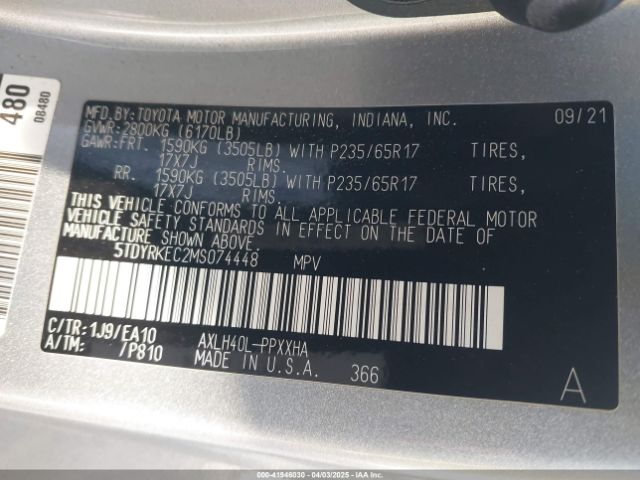 480
08480
MFD.BY:TOYOTA MOTOR MANUFACTURING, INDIANA, INC. 09/21
GVWR: 2800KG (6170LB)
GAWR:FRT. 1590KG (3505LB) WITH P235/65R17 TIRES,
17X7J RIMS.
RR. 1590KG (3505LB) WITH P235/65R17 TIRES,
17X7J RIMS.
THIS VEHICLE CONFORMS TO ALL APPLICABLE FEDERAL MOTOR
VEHICLE SAFETY STANDARDS IN EFFECT ON THE DATE OF
MANUFACTURE SHOWN ABOVE.
5TDYRKEC2MS074448 MPV
C/TR:1J9/EA10 AXLH40L-PPXXHA
A/TM: /P810 MADE IN U.S.A. 366 A
000-41946030 - 04/03/2025 - IAA Inc.